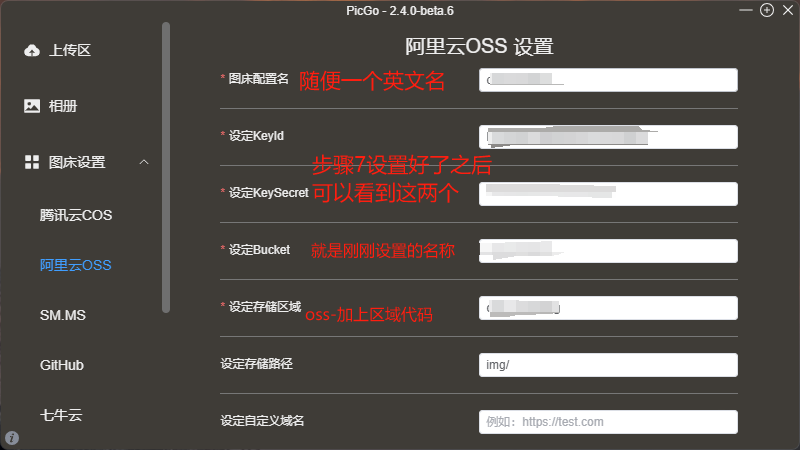 PicGo - 2.4.0-beta.6
上传区
相册
图床设置
腾讯云COS
阿里云OSS
SM.MS
GitHub
七牛云
阿里云OSS 设置
* 图床配置名 随便一个英文名
* 设定KeyId
步骤7设置好了之后
* 设定KeySecret 可以看到这两个
* 设定Bucket 就是刚刚设置的名称
* 设定存储区域 oss-加上区域代码
设定存储路径 img/
设定自定义域名 例如：https://test.com